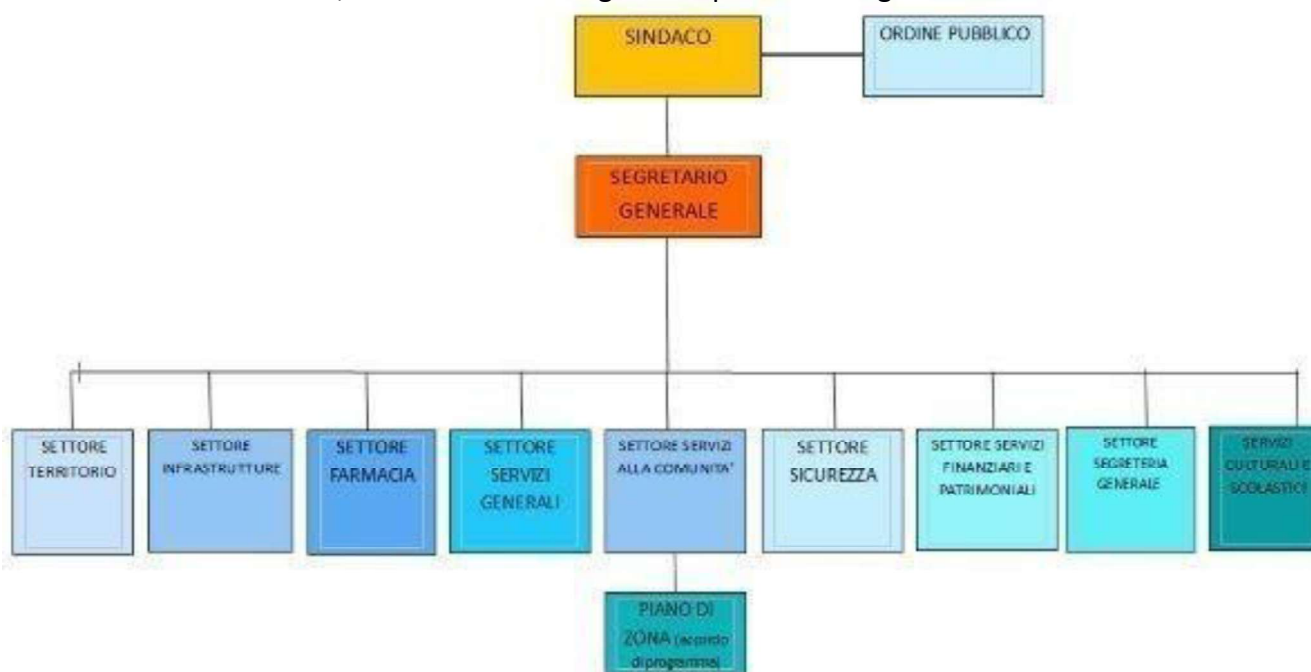 SINDACO
ORDINE PUBBLICO
SEGRETARIO
GENERALE
SETTORE
TERRITORIO
SETTORE
INFRASTRUTTURE
SETTORE
FARMACIA
SETTORE
SERVIZI
GENERALI
SETTORE SERVIZI
ALLA COMUNITA'
SETTORE
SICUREZZA
SETTORE SERVIZI
FINANZIARI E
PATRIMONIALI
SETTORE
SEGRETERIA
GENERALE
SERVIZI
CULTURALI E
SCOLASTICI
PIANO DI
ZONA (accordo
di programma)